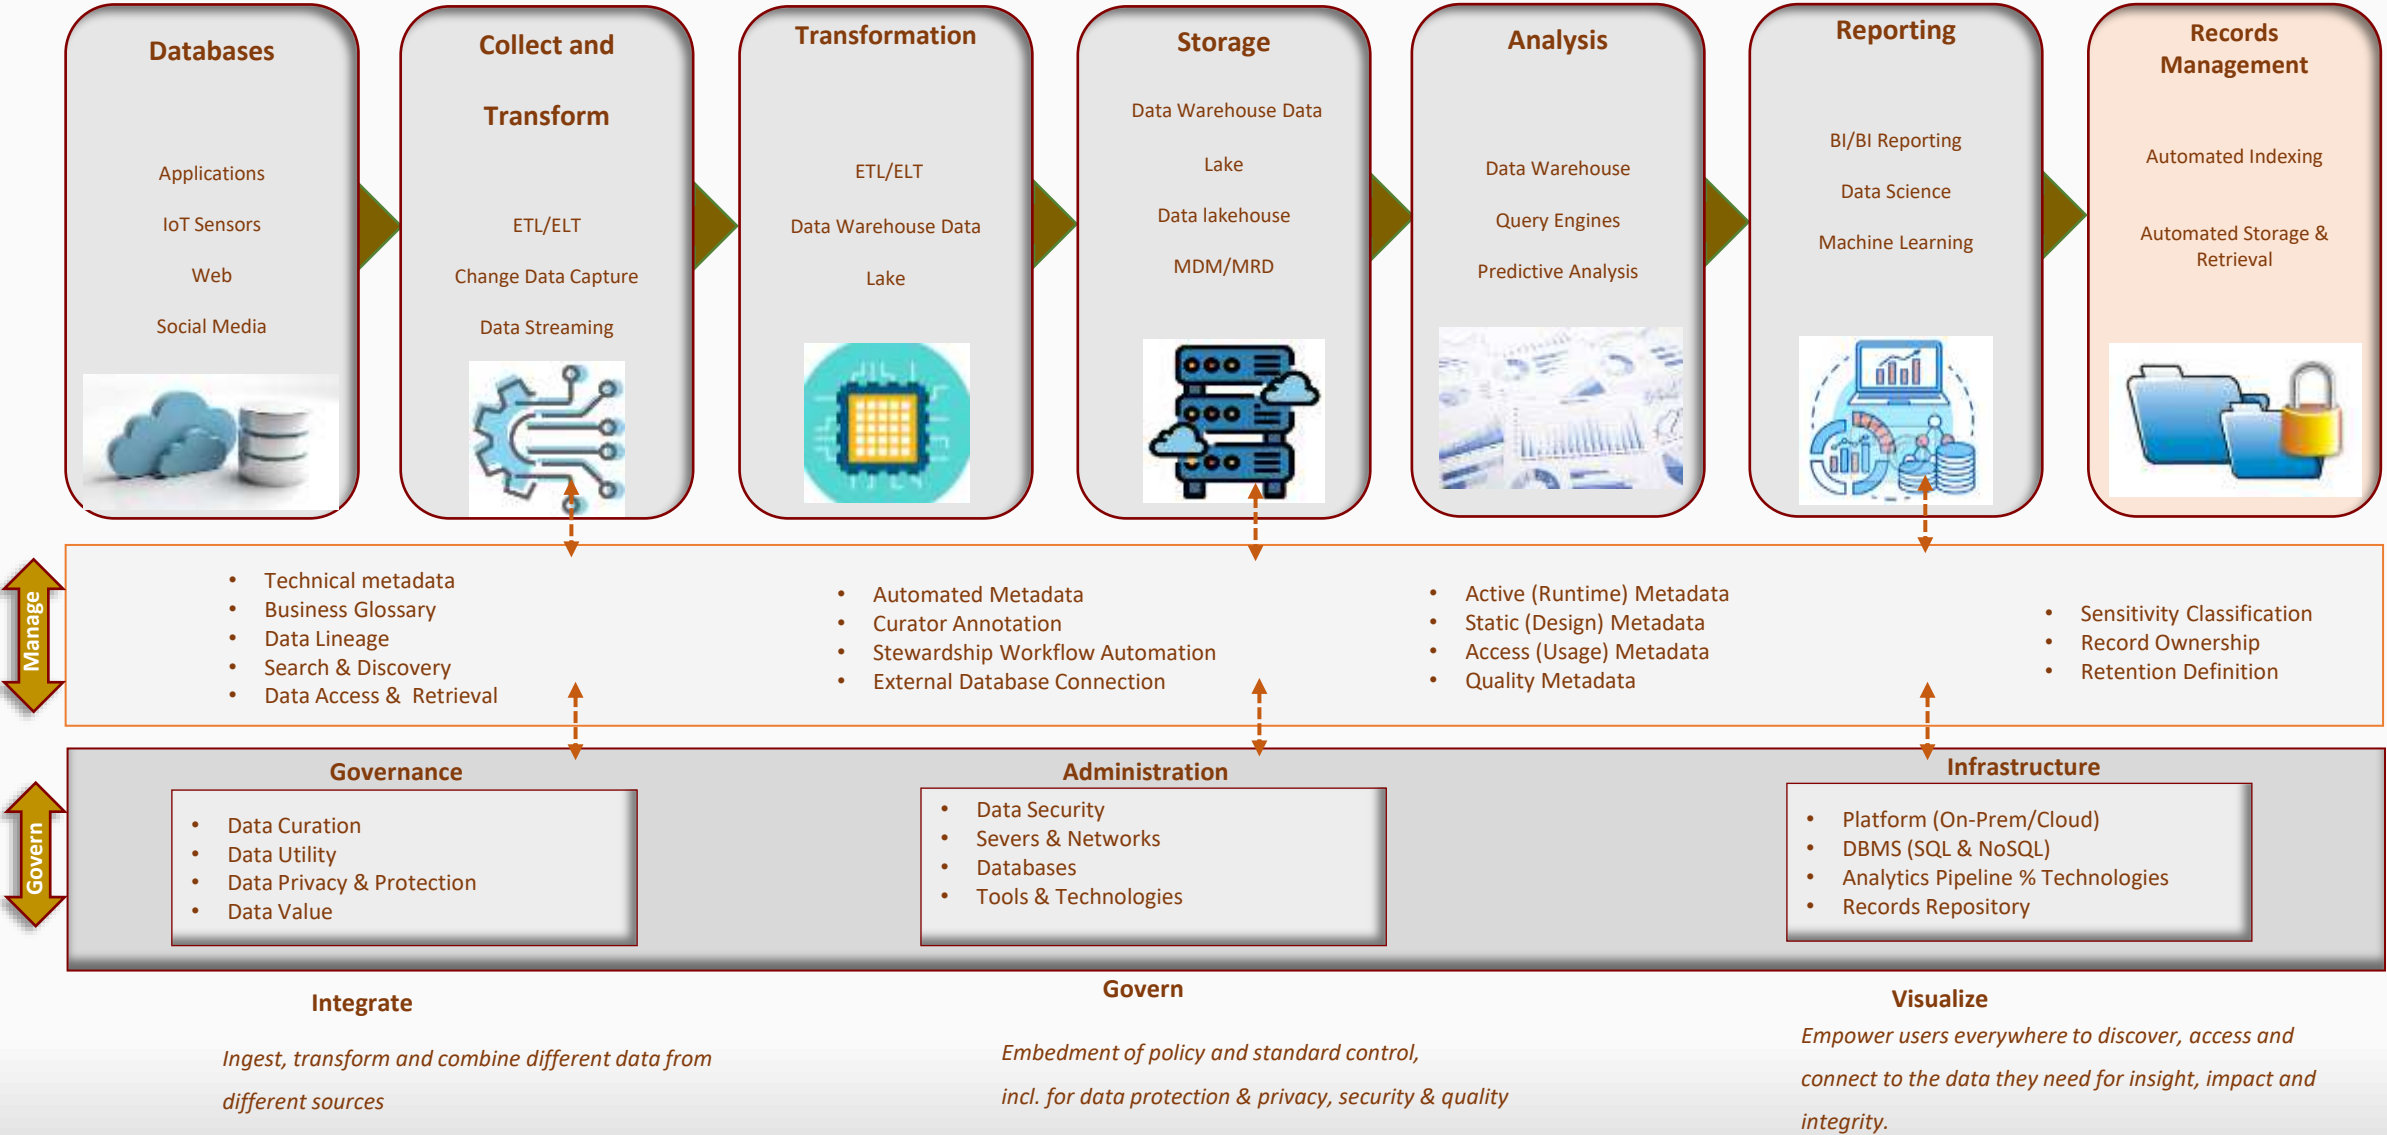 Databases
Applications
IoT Sensors
Web
Social Media
Collect and
Transform
ETL/ELT
Change Data Capture
Data Streaming
Transformation
ETL/ELT
Data Warehouse Data
Lake
Storage
Data Warehouse Data
Lake
Data lakehouse
MDM/MRD
Analysis
Data Warehouse
Query Engines
Predictive Analysis
Reporting
BI/BI Reporting
Data Science
Machine Learning
Records
Management
Automated Indexing
Automated Storage &
Retrieval
Manage
• Technical metadata
• Business Glossary
• Data Lineage
• Search & Discovery
• Data Access & Retrieval
• Automated Metadata
• Curator Annotation
• Stewardship Workflow Automation
• External Database Connection
• Active (Runtime) Metadata
• Static (Design) Metadata
• Access (Usage) Metadata
• Quality Metadata
• Sensitivity Classification
• Record Ownership
• Retention Definition
Govern
Governance
• Data Curation
• Data Utility
• Data Privacy & Protection
• Data Value
Administration
• Data Security
• Severs & Networks
• Databases
• Tools & Technologies
Infrastructure
• Platform (On-Prem/Cloud)
• DBMS (SQL & NoSQL)
• Analytics Pipeline % Technologies
• Records Repository
Integrate
Ingest, transform and combine different data from
different sources
Govern
Embedment of policy and standard control,
incl. for data protection & privacy, security & quality
Visualize
Empower users everywhere to discover, access and
connect to the data they need for insight, impact and
integrity.